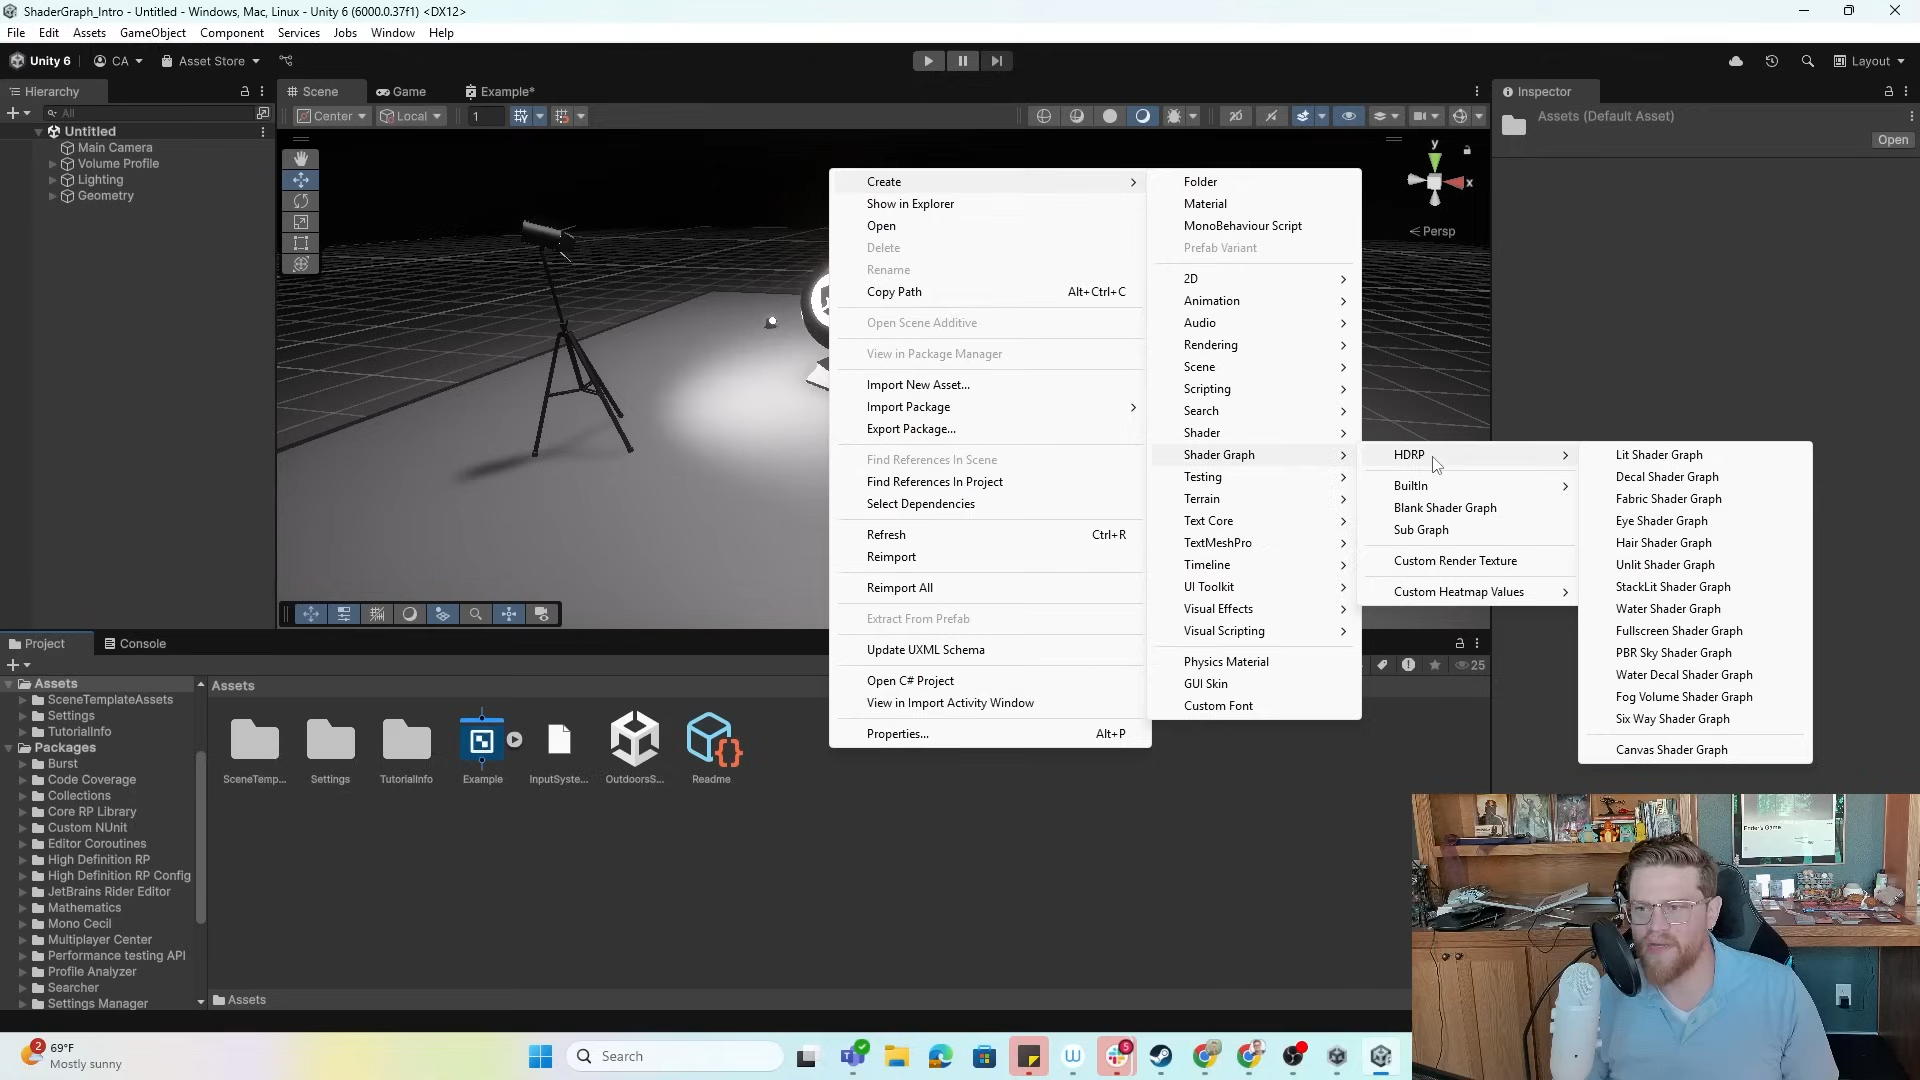 ShaderGraph_Intro - Untitled - Windows, Mac, Linux - Unity 6 (6000.0.37f1) <DX12>
File Edit Assets GameObject Component Services Jobs Window Help
Unity 6 CA Asset Store Layout
Hierarchy
All
Untitled
Main Camera
Volume Profile
Lighting
Geometry
Scene Game Example*
Center Local 1 2D
y
x
Persp
Inspector
Assets (Default Asset)
Open
Create
Show in Explorer
Open
Delete
Rename
Copy Path Alt+Ctrl+C
Open Scene Additive
View in Package Manager
Import New Asset...
Import Package
Export Package...
Find References In Scene
Find References In Project
Select Dependencies
Refresh Ctrl+R
Reimport
Reimport All
Extract From Prefab
Update UXML Schema
Open C# Project
View in Import Activity Window
Properties... Alt+P
Folder
Material
MonoBehaviour Script
Prefab Variant
2D
Animation
Audio
Rendering
Scene
Scripting
Search
Shader
Shader Graph
Testing
Terrain
Text Core
TextMeshPro
Timeline
UI Toolkit
Visual Effects
Visual Scripting
Physics Material
GUI Skin
Custom Font
HDRP
BuiltIn
Blank Shader Graph
Sub Graph
Custom Render Texture
Custom Heatmap Values
Lit Shader Graph
Decal Shader Graph
Fabric Shader Graph
Eye Shader Graph
Hair Shader Graph
Unlit Shader Graph
StackLit Shader Graph
Water Shader Graph
Fullscreen Shader Graph
PBR Sky Shader Graph
Water Decal Shader Graph
Fog Volume Shader Graph
Six Way Shader Graph
Canvas Shader Graph
Project Console
25
Assets
SceneTemplateAssets
Settings
TutorialInfo
Packages
Burst
Code Coverage
Collections
Core RP Library
Custom NUnit
Editor Coroutines
High Definition RP
High Definition RP Config
JetBrains Rider Editor
Mathematics
Mono Cecil
Multiplayer Center
Performance testing API
Profile Analyzer
Searcher
Settings Manager
Assets
SceneTemp...
Settings
TutorialInfo
Example
InputSyste...
OutdoorsS...
Readme
Assets
Ender's Game
2
69°F
Mostly sunny
Search
5